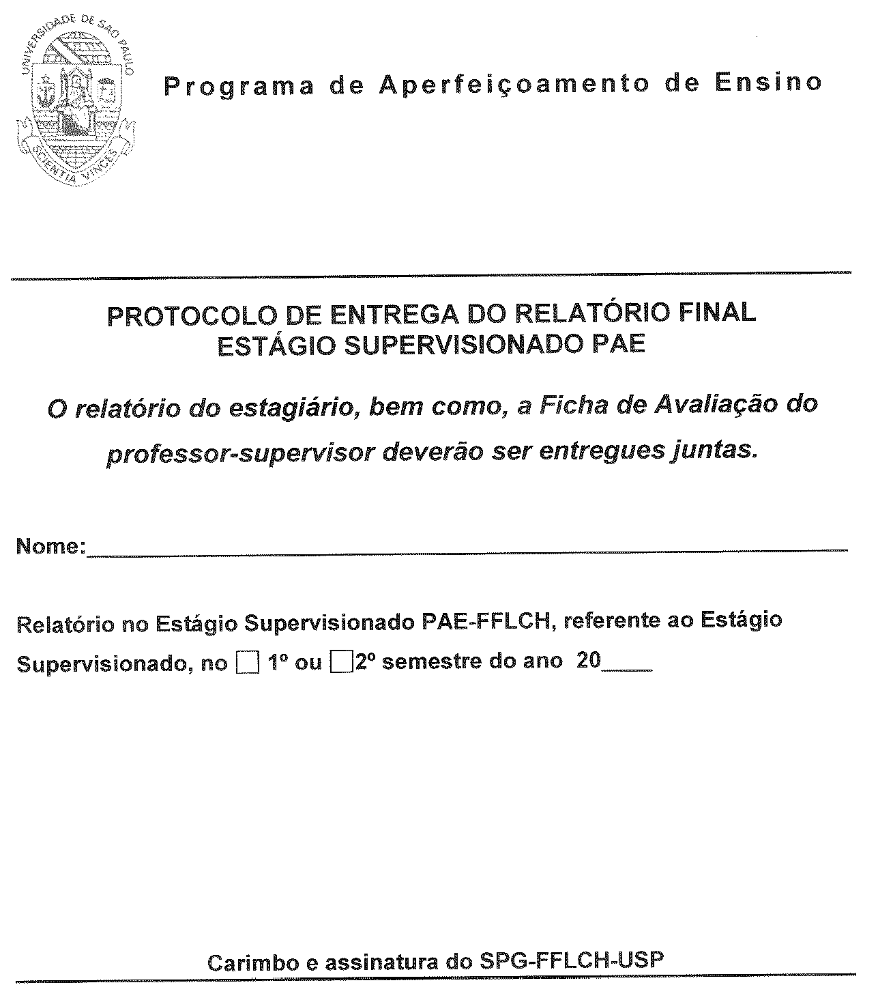 UNIVERSIDADE DE SAO PAULO
SCIENTIA VINCES
Programa de Aperfeiçoamento de Ensino
PROTOCOLO DE ENTREGA DO RELATÓRIO FINAL
ESTÁGIO SUPERVISIONADO PAE
O relatório do estagiário, bem como, a Ficha de Avaliação do
professor-supervisor deverão ser entregues juntas.
Nome:
Relatório no Estágio Supervisionado PAE-FFLCH, referente ao Estágio
Supervisionado, no ☐ 1º ou ☐2º semestre do ano 20____
Carimbo e assinatura do SPG-FFLCH-USP